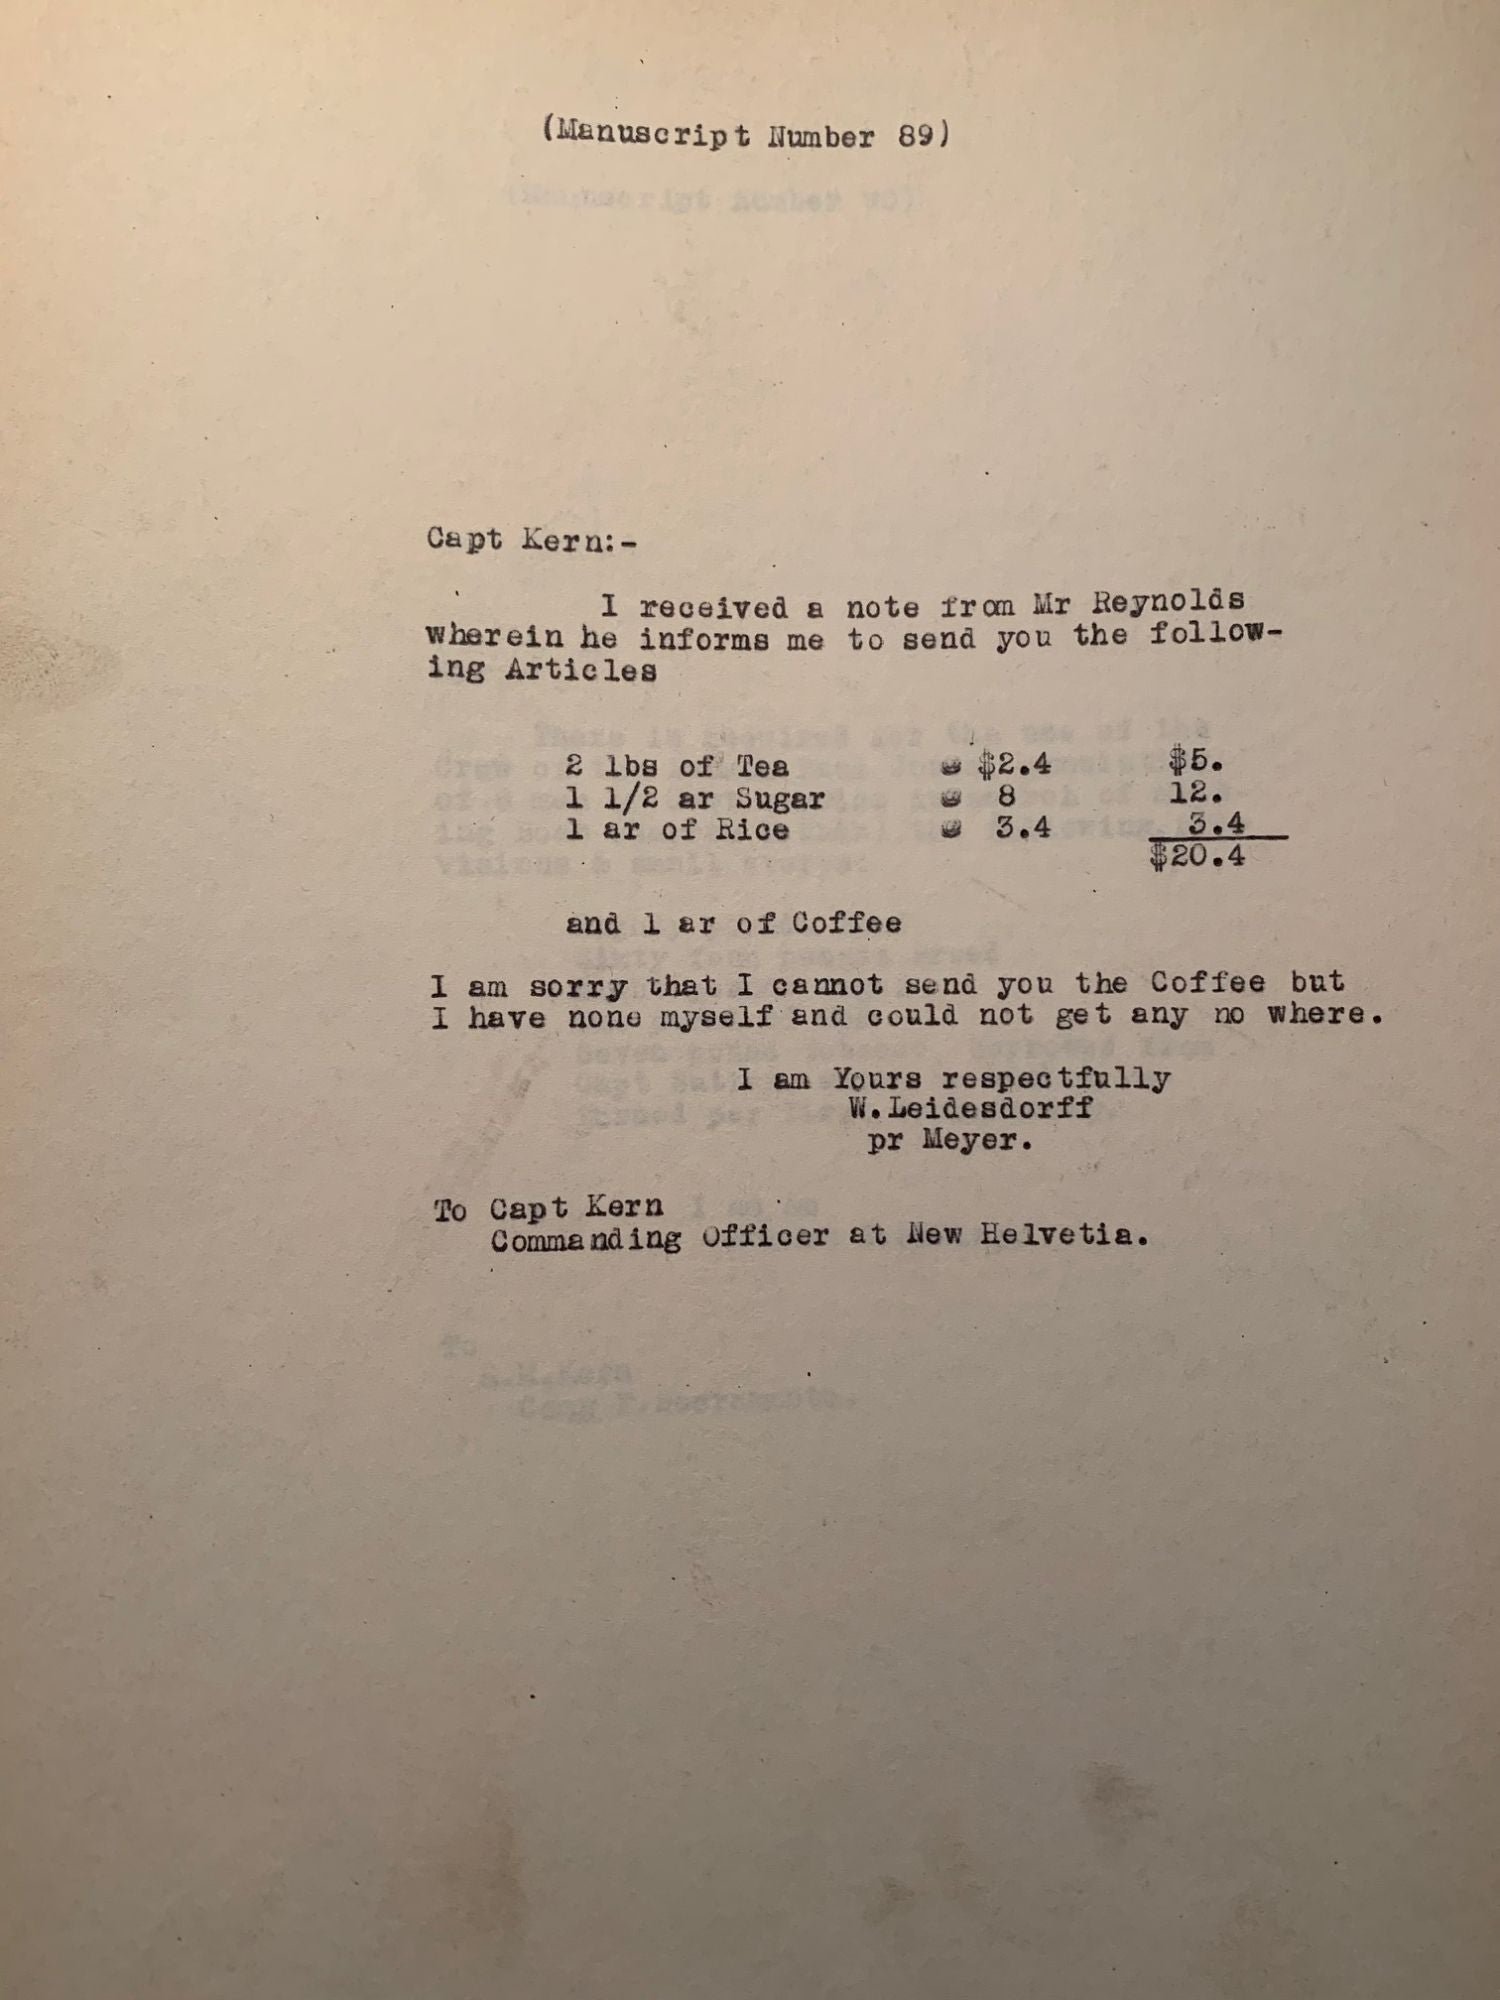 (Manuscript Number 89)
Capt Kern:-
I received a note from Mr Reynolds
wherein he informs me to send you the follow-
ing Articles
2 lbs of Tea @ $2.4 $5.
1 1/2 ar Sugar @ 8 12.
1 ar of Rice @ 3.4 3.4
$20.4
and 1 ar of Coffee
I am sorry that I cannot send you the Coffee but
I have none myself and could not get any no where.
I am Yours respectfully
W.Leidesdorff
pr Meyer.
To Capt Kern
Commanding Officer at New Helvetia.